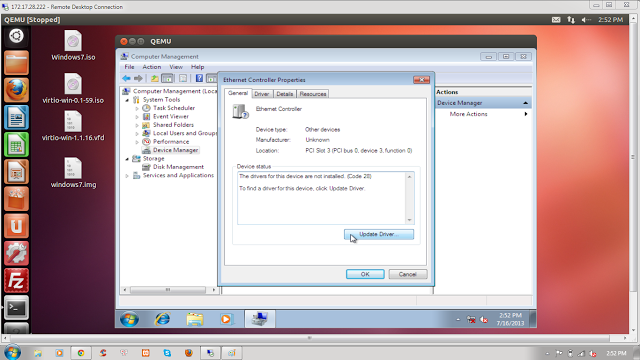 172.17.28.222 - Remote Desktop Connection
QEMU [Stopped]
2:52 PM
Windows7.iso
virtio-win-0.1-59.iso
virtio-win-1.1.16.vfd
windows7.img
QEMU
Computer Management
File Action View Help
Computer Management (Local
System Tools
Task Scheduler
Event Viewer
Shared Folders
Local Users and Groups
Performance
Device Manager
Storage
Disk Management
Services and Applications
Ethernet Controller Properties
General Driver Details Resources
Ethernet Controller
Device type: Other devices
Manufacturer: Unknown
Location: PCI Slot 3 (PCI bus 0, device 3, function 0)
Device status
The drivers for this device are not installed. (Code 28)
To find a driver for this device, click Update Driver.
Update Driver...
OK Cancel
Actions
Device Manager
More Actions
2:52 PM
7/16/2013
2:52 PM